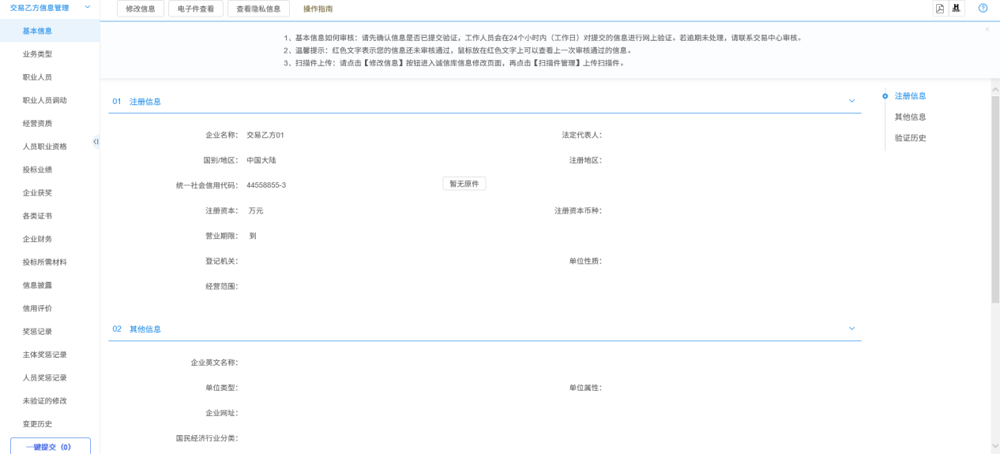 交易乙方信息管理
基本信息
业务类型
职业人员
职业人员调动
经营资质
人员职业资格
投标业绩
企业获奖
各类证书
企业财务
投标所需材料
信息披露
信用评价
奖惩记录
主体奖惩记录
人员奖惩记录
未验证的修改
变更历史
一键提交（0）
修改信息 电子件查看 查看隐私信息 操作指南
1、基本信息如何审核：请先确认信息是否已提交验证，工作人员会在24个小时内（工作日）对提交的信息进行网上验证。若逾期未处理，请联系交易中心审核。
2、温馨提示：红色文字表示您的信息还未审核通过，鼠标放在红色文字上可以查看上一次审核通过的信息。
3、扫描件上传：请点击【修改信息】按钮进入诚信库信息修改页面，再点击【扫描件管理】上传扫描件。
01 注册信息
企业名称： 交易乙方01 法定代表人：
国别/地区： 中国大陆 注册地区：
统一社会信用代码： 44558855-3 暂无原件
注册资本： 万元 注册资本币种：
营业期限： 到
登记机关： 单位性质：
经营范围：
02 其他信息
企业英文名称：
单位类型： 单位属性：
企业网址：
国民经济行业分类：
注册信息
其他信息
验证历史